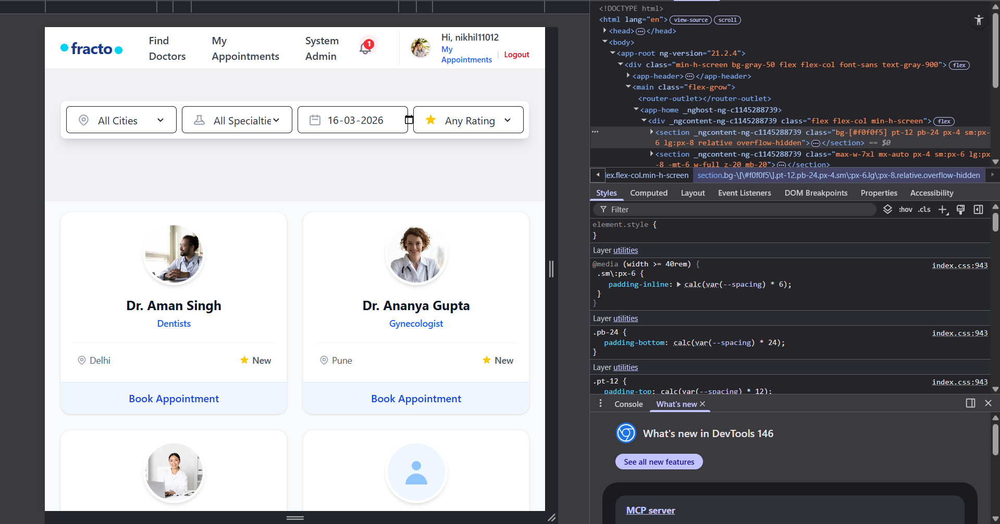 fracto
Find
Doctors
My
Appointments
System
Admin
1
Hi, nikhil11012
My
Appointments
Logout
All Cities
All Specialtie
16-03-2026
Any Rating
Dr. Aman Singh
Dentists
Delhi
New
Book Appointment
Dr. Ananya Gupta
Gynecologist
Pune
New
Book Appointment
<!DOCTYPE html>
<html lang="en"> view-source scroll
<head> </head>
<body>
<app-root ng-version="21.2.4">
<div class="min-h-screen bg-gray-50 flex flex-col font-sans text-gray-900"> flex
<app-header> </app-header>
<main class="flex-grow">
<router-outlet></router-outlet>
<app-home _nghost-ng-c1145288739>
<div _ngcontent-ng-c1145288739 class="flex flex-col min-h-screen"> flex
<section _ngcontent-ng-c1145288739 class="bg-[#f0f0f5] pt-12 pb-24 px-4 sm:px-
6 lg:px-8 relative overflow-hidden"> </section> == $0
<section _ngcontent-ng-c1145288739 class="max-w-7xl mx-auto px-4 sm:px-6 lg:px
-8 -mt-6 w-full z-20 mb-20"> </section>
lex.flex-col.min-h-screen section.bg-\[\#f0f0f5\].pt-12.pb-24.px-4.sm\:px-6.lg\:px-8.relative.overflow-hidden
Styles Computed Layout Event Listeners DOM Breakpoints Properties Accessibility
Filter :hov .cls
element.style {
}
Layer utilities
@media (width >= 40rem) { index.css:943
.sm\:px-6 {
padding-inline: calc(var(--spacing) * 6);
}
}
Layer utilities
.pb-24 { index.css:943
padding-bottom: calc(var(--spacing) * 24);
}
Layer utilities
.pt-12 { index.css:943
padding-top: calc(var(--spacing) * 12);
Console What's new
What's new in DevTools 146
See all new features
MCP server